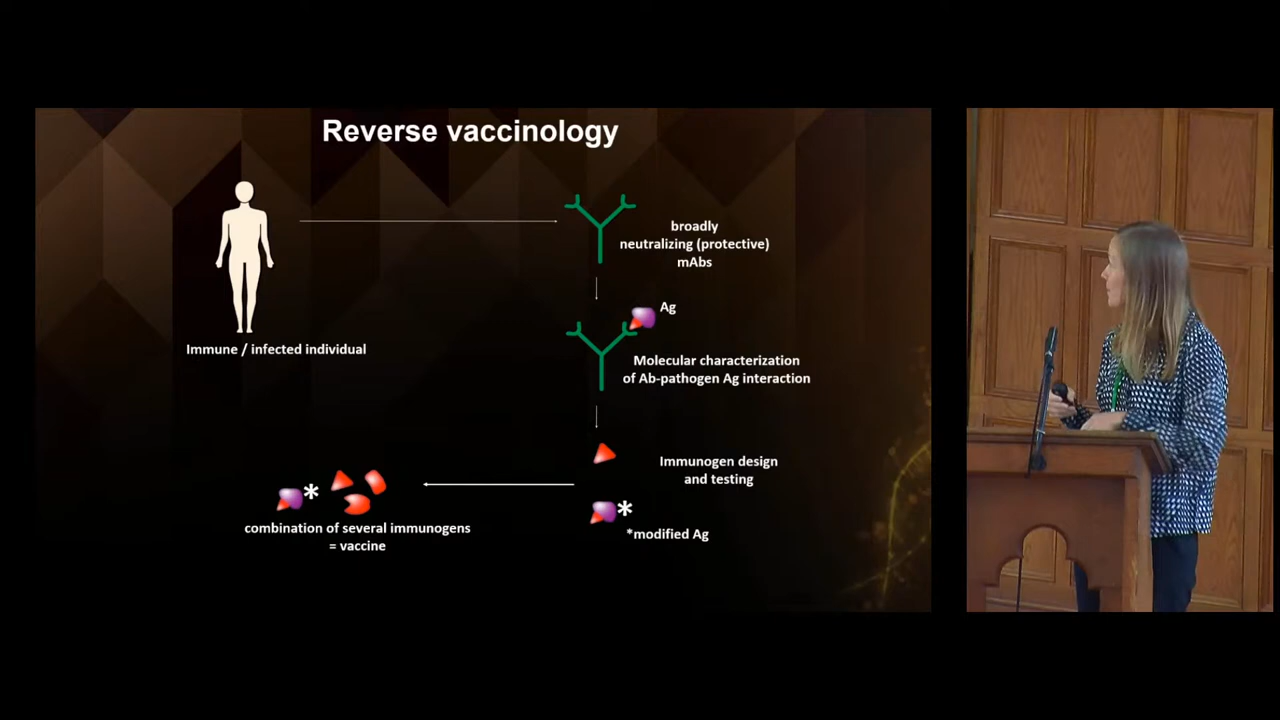 Reverse vaccinology
broadly
neutralizing (protective)
mAbs
Ag
Immune / infected individual
Molecular characterization
of Ab-pathogen Ag interaction
Immunogen design
and testing
*
*
*modified Ag
combination of several immunogens
= vaccine